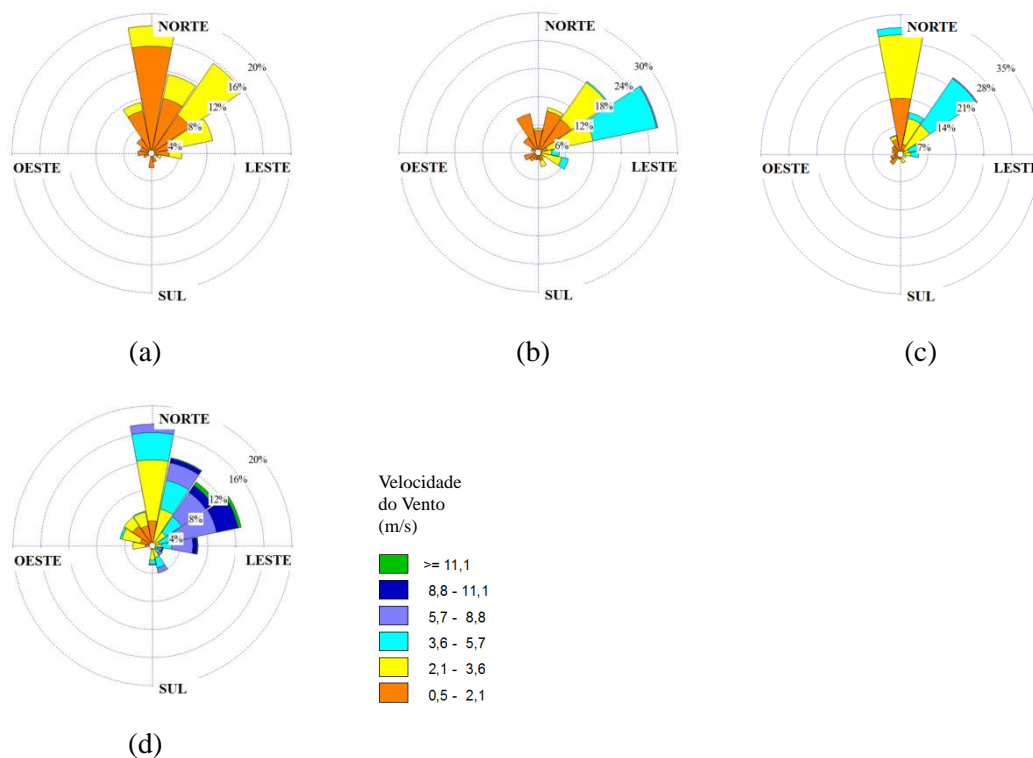 NORTE
20%
16%
12%
8%
4%
OESTE
LESTE
SUL
(a)
NORTE
30%
24%
18%
12%
6%
OESTE
LESTE
SUL
(b)
NORTE
35%
28%
21%
14%
7%
OESTE
LESTE
SUL
(c)
NORTE
20%
16%
12%
8%
4%
OESTE
LESTE
SUL
(d)
Velocidade
do Vento
(m/s)
>= 11,1
8,8 - 11,1
5,7 - 8,8
3,6 - 5,7
2,1 - 3,6
0,5 - 2,1